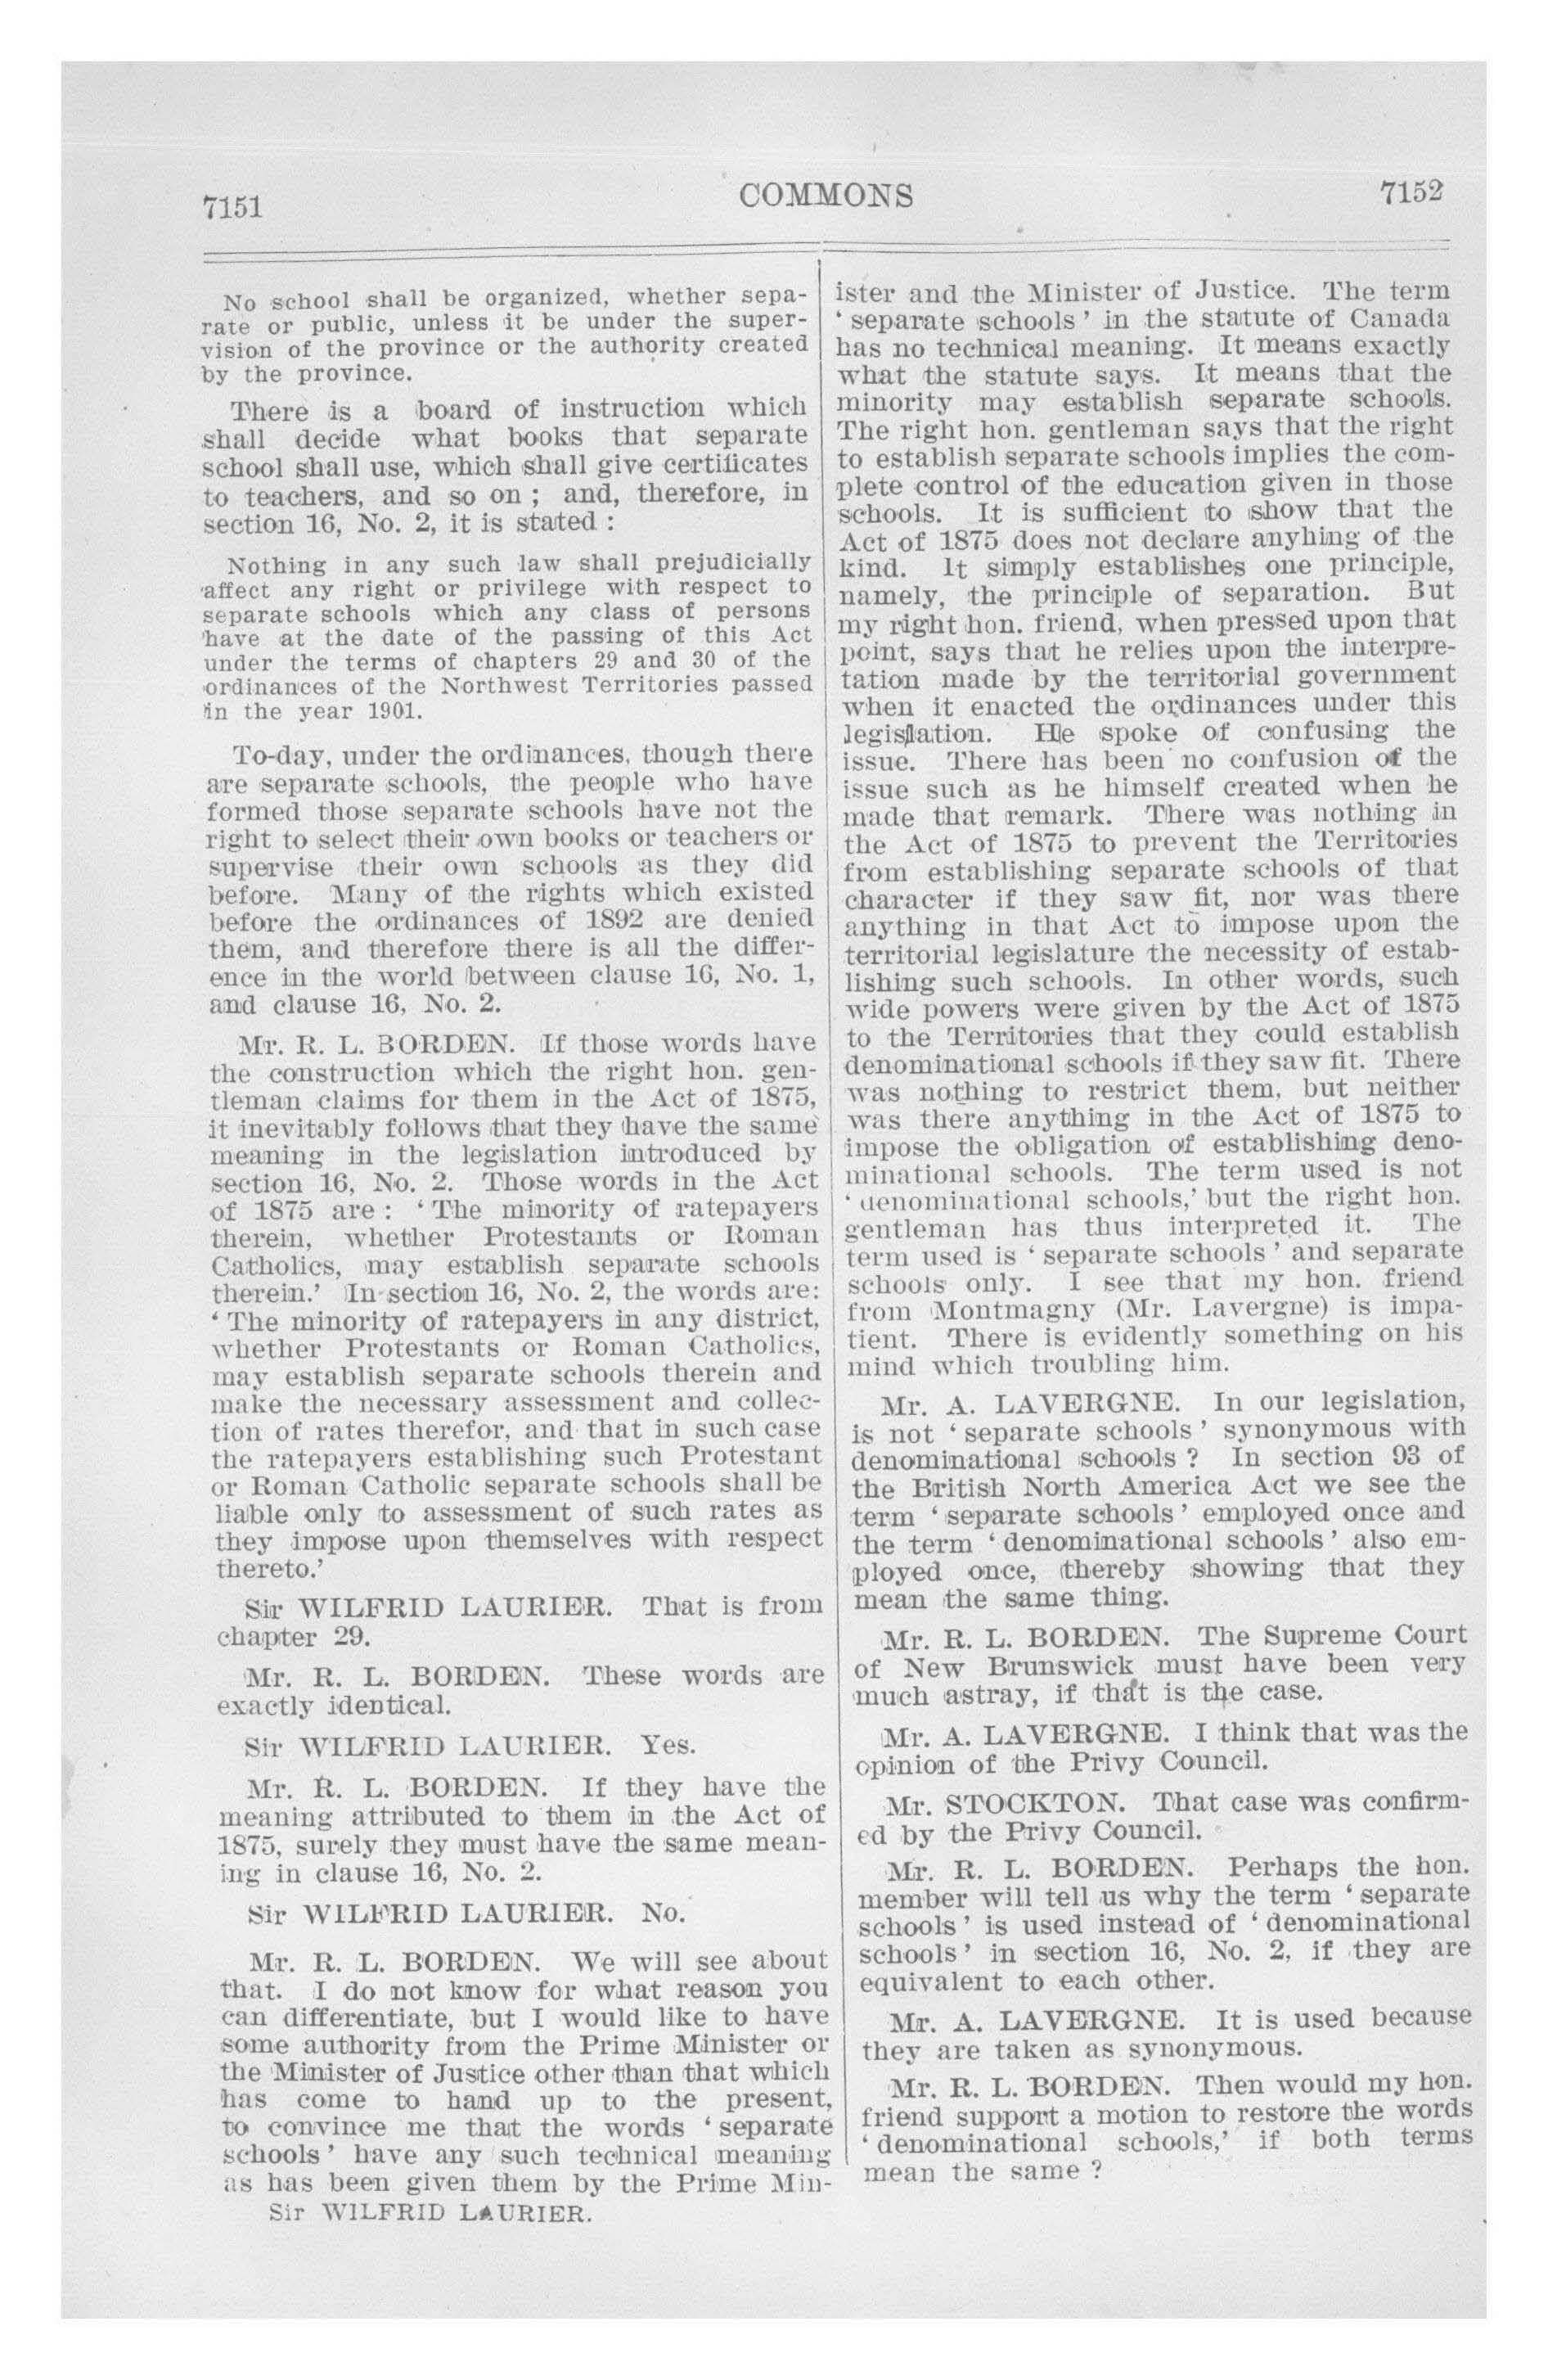 7151
COMMONS
7152
No school shall be organized, whether sepa-
rate or public, unless it be under the super-
vision of the province or the authority created
by the province.
There is a board of instruction which
shall decide what books that separate
school shall use, which shall give certificates
to teachers, and so on ; and, therefore, in
section 16, No. 2, it is stated :
Nothing in any such law shall prejudicially
affect any right or privilege with respect to
separate schools which any class of persons
have at the date of the passing of this Act
under the terms of chapters 29 and 30 of the
ordinances of the Northwest Territories passed
in the year 1901.
To-day, under the ordinances, though there
are separate schools, the people who have
formed those separate schools have not the
right to select their own books or teachers or
supervise their own schools as they did
before. Many of the rights which existed
before the ordinances of 1892 are denied
them, and therefore there is all the differ-
ence in the world between clause 16, No. 1,
and clause 16, No. 2.
Mr. R. L. BORDEN. If those words have
the construction which the right hon. gen-
tleman claims for them in the Act of 1875,
it inevitably follows that they have the same
meaning in the legislation introduced by
section 16, No. 2. Those words in the Act
of 1875 are : ' The minority of ratepayers
therein, whether Protestants or Roman
Catholics, may establish separate schools
therein.' In section 16, No. 2, the words are:
' The minority of ratepayers in any district,
whether Protestants or Roman Catholics,
may establish separate schools therein and
make the necessary assessment and collec-
tion of rates therefor, and that in such case
the ratepayers establishing such Protestant
or Roman Catholic separate schools shall be
liable only to assessment of such rates as
they impose upon themselves with respect
thereto.'
Sir WILFRID LAURIER. That is from
chapter 29.
Mr. R. L. BORDEN. These words are
exactly identical.
Sir WILFRID LAURIER. Yes.
Mr. R. L. BORDEN. If they have the
meaning attributed to them in the Act of
1875, surely they must have the same mean-
ing in clause 16, No. 2.
Sir WILFRID LAURIER. No.
Mr. R. L. BORDEN. We will see about
that. I do not know for what reason you
can differentiate, but I would like to have
some authority from the Prime Minister or
the Minister of Justice other than that which
has come to hand up to the present,
to convince me that the words ' separate
schools ' have any such technical meaning
as has been given them by the Prime Min-
Sir WILFRID LAURIER.
ister and the Minister of Justice. The term
' separate schools ' in the statute of Canada
has no technical meaning. It means exactly
what the statute says. It means that the
minority may establish separate schools.
The right hon. gentleman says that the right
to establish separate schools implies the com-
plete control of the education given in those
schools. It is sufficient to show that the
Act of 1875 does not declare anyhing of the
kind. It simply establishes one principle,
namely, the principle of separation. But
my right hon. friend, when pressed upon that
point, says that he relies upon the interpre-
tation made by the territorial government
when it enacted the ordinances under this
legislation. He spoke of confusing the
issue. There has been no confusion of the
issue such as he himself created when he
made that remark. There was nothing in
the Act of 1875 to prevent the Territories
from establishing separate schools of that
character if they saw fit, nor was there
anything in that Act to impose upon the
territorial legislature the necessity of estab-
lishing such schools. In other words, such
wide powers were given by the Act of 1875
to the Territories that they could establish
denominational schools if they saw fit. There
was nothing to restrict them, but neither
was there anything in the Act of 1875 to
impose the obligation of establishing deno-
minational schools. The term used is not
' denominational schools,' but the right hon.
gentleman has thus interpreted it. The
term used is ' separate schools ' and separate
schools only. I see that my hon. friend
from Montmagny (Mr. Lavergne) is impa-
tient. There is evidently something on his
mind which troubling him.
Mr. A. LAVERGNE. In our legislation,
is not ' separate schools ' synonymous with
denominational schools ? In section 93 of
the British North America Act we see the
term ' separate schools ' employed once and
the term ' denominational schools ' also em-
ployed once, thereby showing that they
mean the same thing.
Mr. R. L. BORDEN. The Supreme Court
of New Brunswick must have been very
much astray, if that is the case.
Mr. A. LAVERGNE. I think that was the
opinion of the Privy Council.
Mr. STOCKTON. That case was confirm-
ed by the Privy Council.
Mr. R. L. BORDEN. Perhaps the hon.
member will tell us why the term ' separate
schools ' is used instead of ' denominational
schools ' in section 16, No. 2, if they are
equivalent to each other.
Mr. A. LAVERGNE. It is used because
they are taken as synonymous.
Mr. R. L. BORDEN. Then would my hon.
friend support a motion to restore the words
' denominational schools,' if both terms
mean the same ?